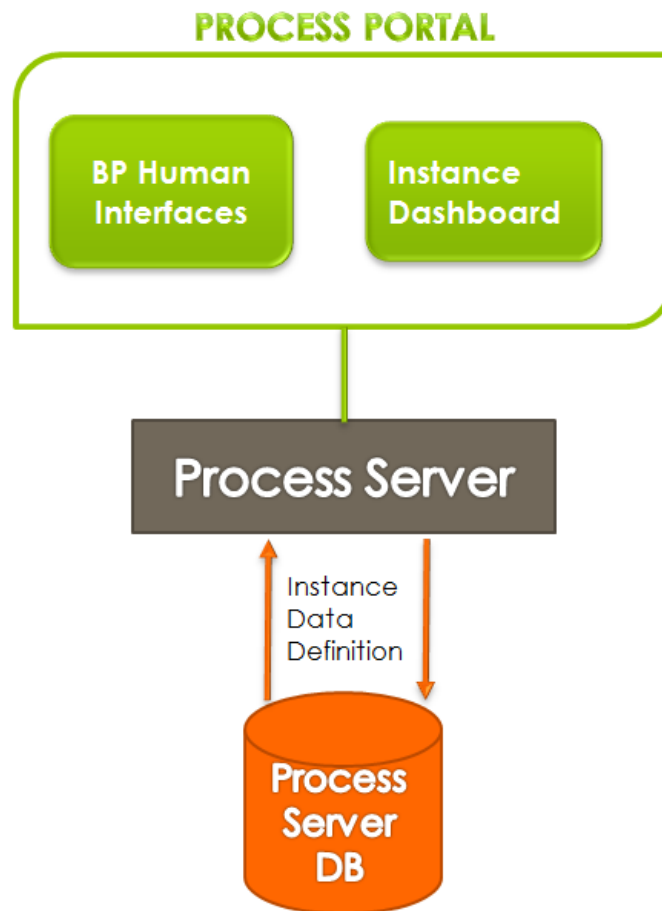 PROCESS PORTAL
BP Human
Interfaces
Instance
Dashboard
Process Server
Instance
Data
Definition
Process
Server
DB